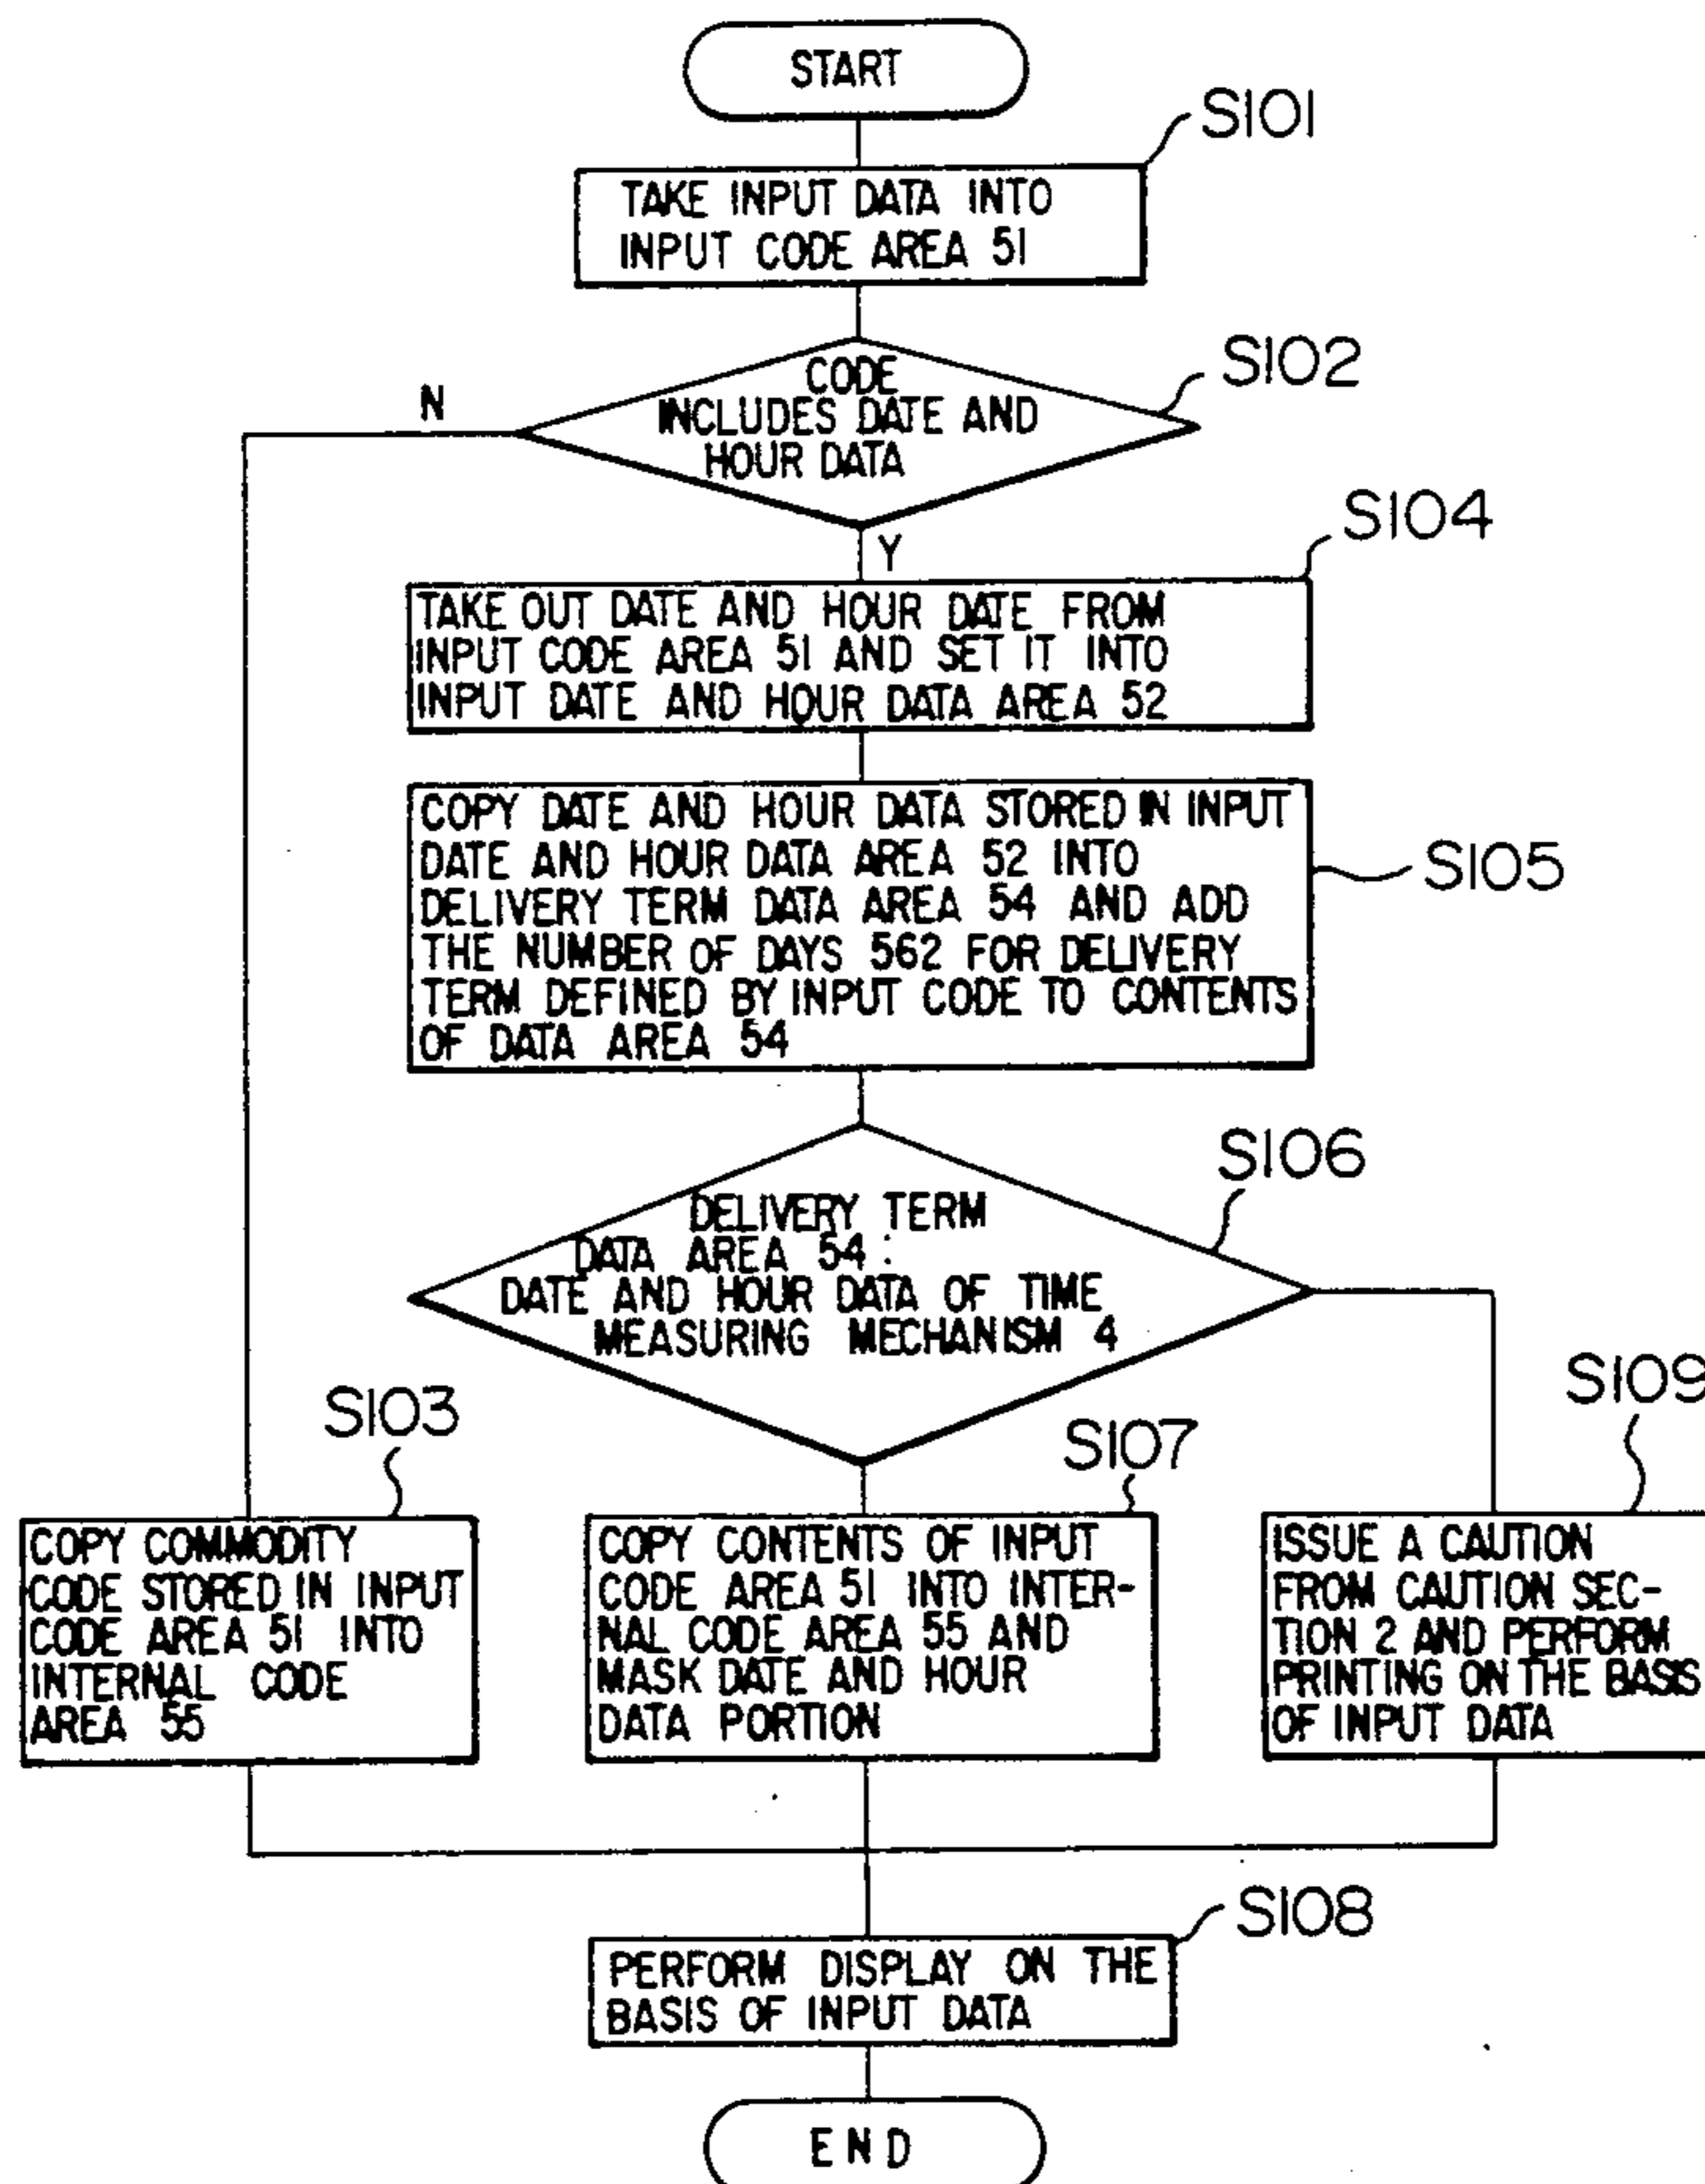 START
S101
TAKE INPUT DATA INTO
INPUT CODE AREA 51
S102
CODE
INCLUDES DATE AND
HOUR DATA
N
Y
S104
TAKE OUT DATE AND HOUR DATE FROM
INPUT CODE AREA 51 AND SET IT INTO
INPUT DATE AND HOUR DATA AREA 52
S105
COPY DATE AND HOUR DATA STORED IN INPUT
DATE AND HOUR DATA AREA 52 INTO
DELIVERY TERM DATA AREA 54 AND ADD
THE NUMBER OF DAYS 562 FOR DELIVERY
TERM DEFINED BY INPUT CODE TO CONTENTS
OF DATA AREA 54
S106
DELIVERY TERM
DATA AREA 54 :
DATE AND HOUR DATA OF TIME
MEASURING MECHANISM 4
S103
COPY COMMODITY
CODE STORED IN INPUT
CODE AREA 51 INTO
INTERNAL CODE
AREA 55
S107
COPY CONTENTS OF INPUT
CODE AREA 51 INTO INTER-
NAL CODE AREA 55 AND
MASK DATE AND HOUR
DATA PORTION
S109
ISSUE A CAUTION
FROM CAUTION SEC-
TION 2 AND PERFORM
PRINTING ON THE BASIS
OF INPUT DATA
S108
PERFORM DISPLAY ON THE
BASIS OF INPUT DATA
END